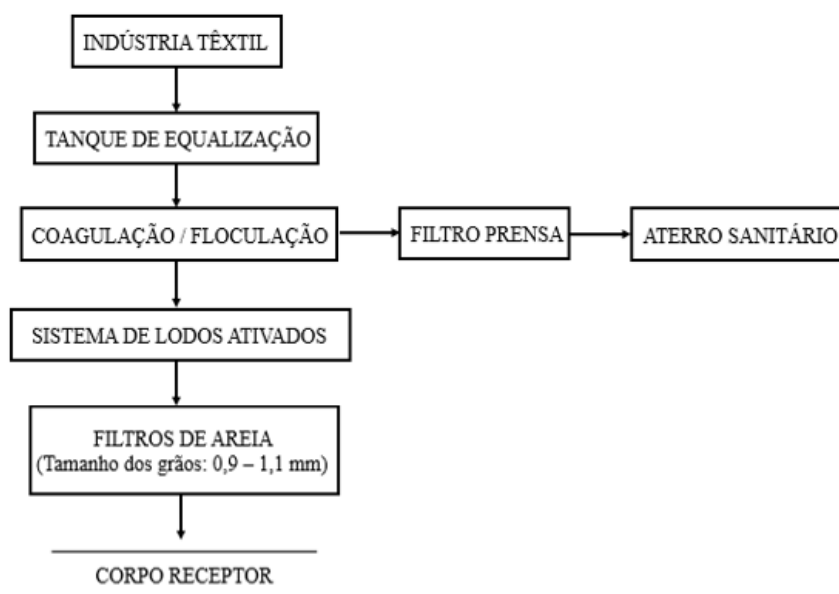 INDÚSTRIA TÊXTIL
TANQUE DE EQUALIZAÇÃO
COAGULAÇÃO / FLOCULAÇÃO
FILTRO PRENSA
ATERRO SANITÁRIO
SISTEMA DE LODOS ATIVADOS
FILTROS DE AREIA
(Tamanho dos grãos: 0,9 – 1,1 mm)
CORPO RECEPTOR